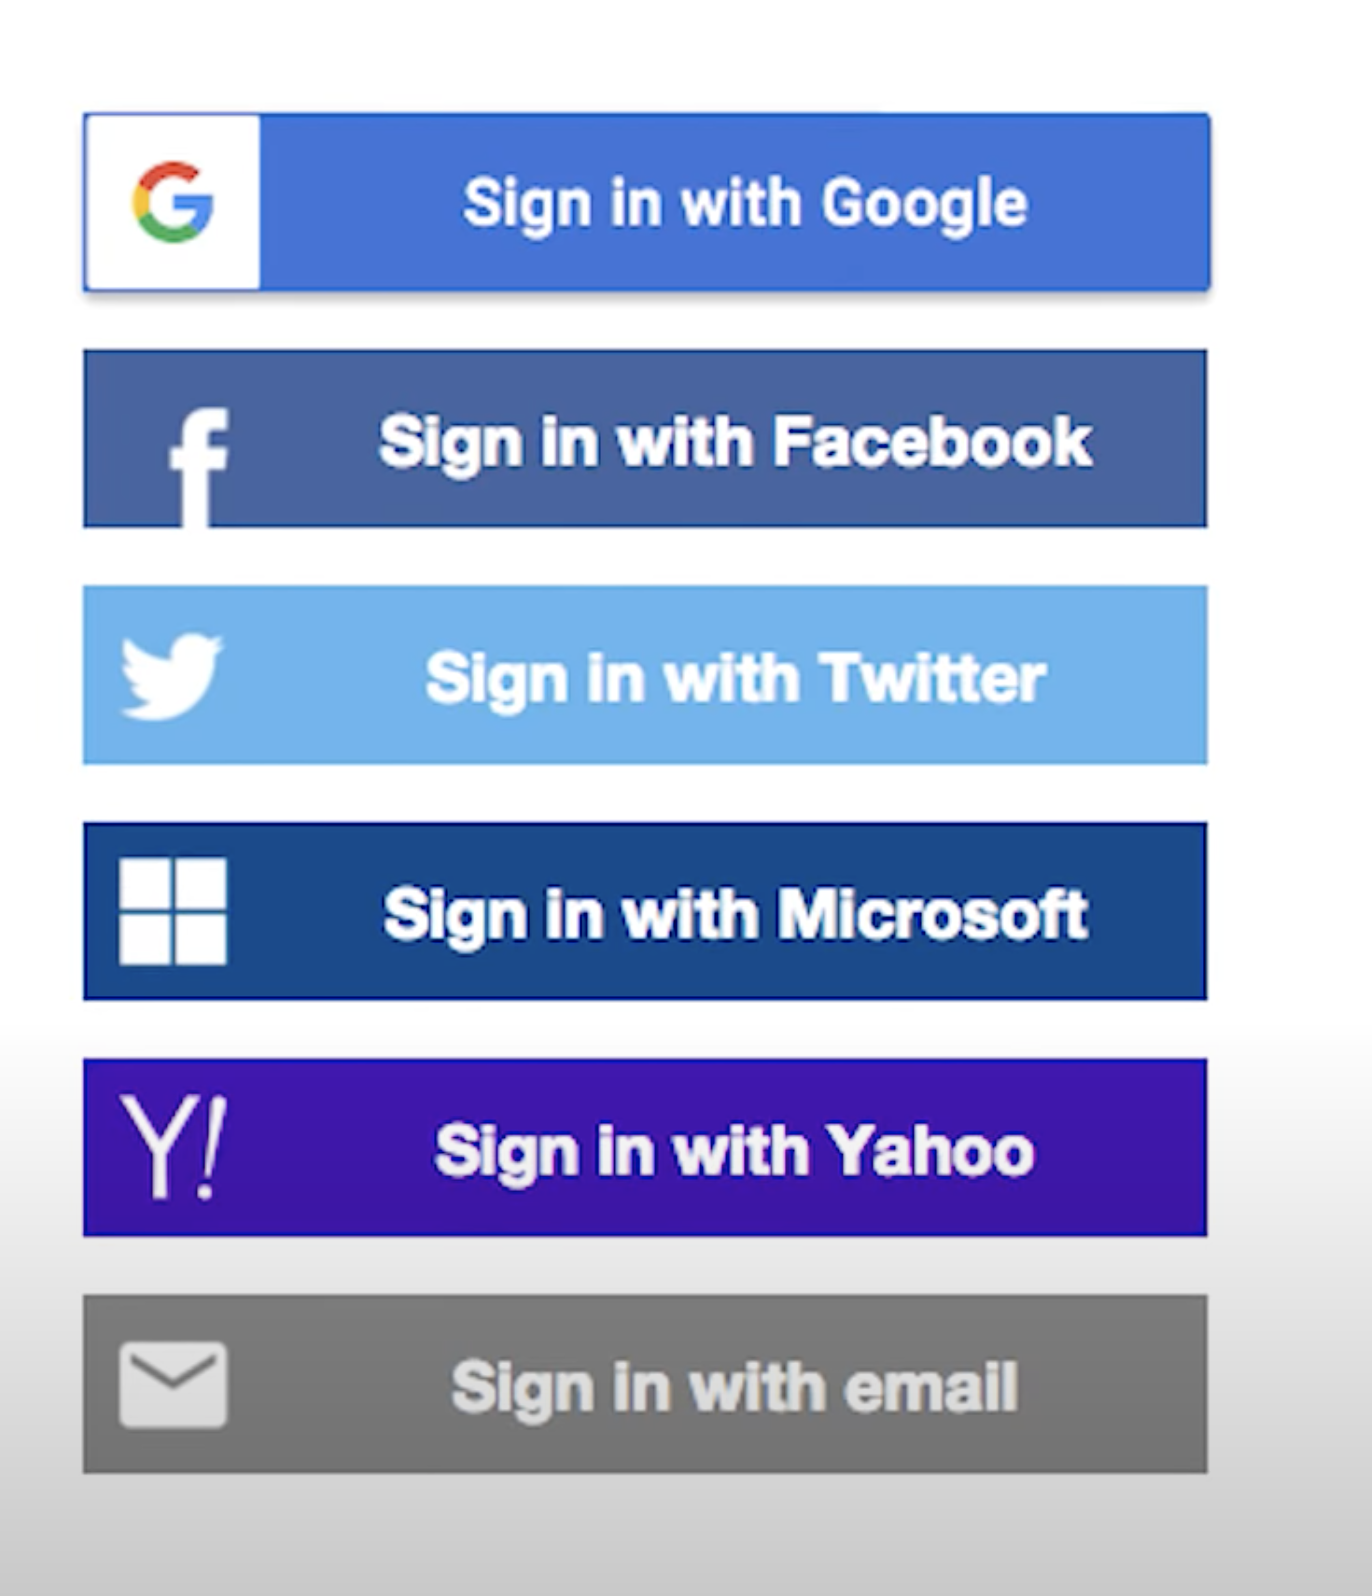 Sign in with Google
Sign in with Facebook
Sign in with Twitter
Sign in with Microsoft
Y! Sign in with Yahoo
Sign in with email